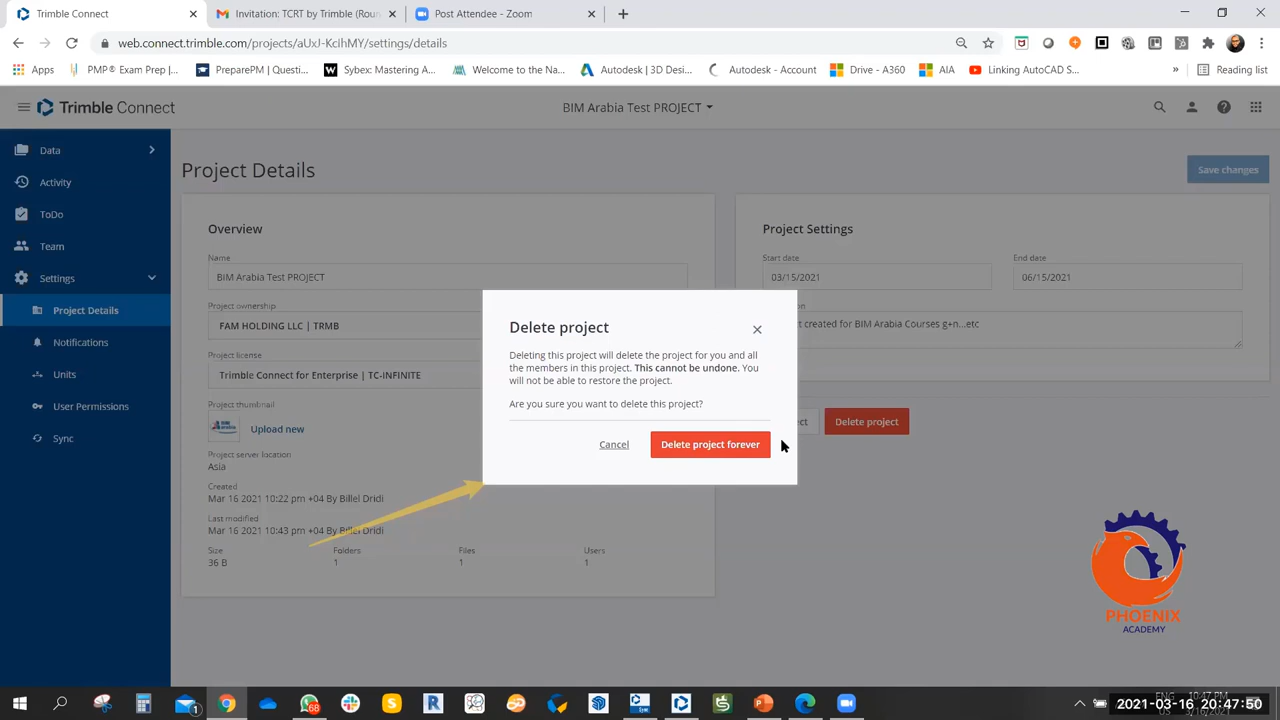 Trimble Connect
Invitation: TCRT by Trimble (Roun
Post Attendee - Zoom
web.connect.trimble.com/projects/aUs
/settings/details
Apps
PMP® Exam Prep |...
PreparePM | Questi...
Sybex: Mastering A...
Welcome to the Na...
Autodesk | 3D Desi...
Autodesk - Account
Drive - A360
AIA
Linking AutoCAD S...
»
Reading list
Trimble Connect
BIM Arabia Test PROJECT
Data
Activity
ToDo
Team
Settings
Project Details
Notifications
Units
User Permissions
Sync
Project Details
Save changes
Overview
Name
BIM Arabia Test PROJECT
Project ownership
FAM HOLDING LLC | TRMB
Project license
Trimble Connect for Enterprise | TC-INFINITE
Project thumbnail
Upload new
Project server location
Asia
Created
Mar 16 2021 10:22 pm +04 By Billel Dridi
Last modified
Mar 16 2021 10:43 pm +04 By Billel Dridi
Size
36 B
Folders
1
Files
1
Users
1
Project Settings
Start date
03/15/2021
End date
06/15/2021
on
t created for BIM Arabia Courses g+n...etc
ct
Delete project
Delete project
Deleting this project will delete the project for you and all
the members in this project. This cannot be undone. You
will not be able to restore the project.
Are you sure you want to delete this project?
Cancel
Delete project forever
PHOENIX
ACADEMY
68
2021-03-16 20:47:50